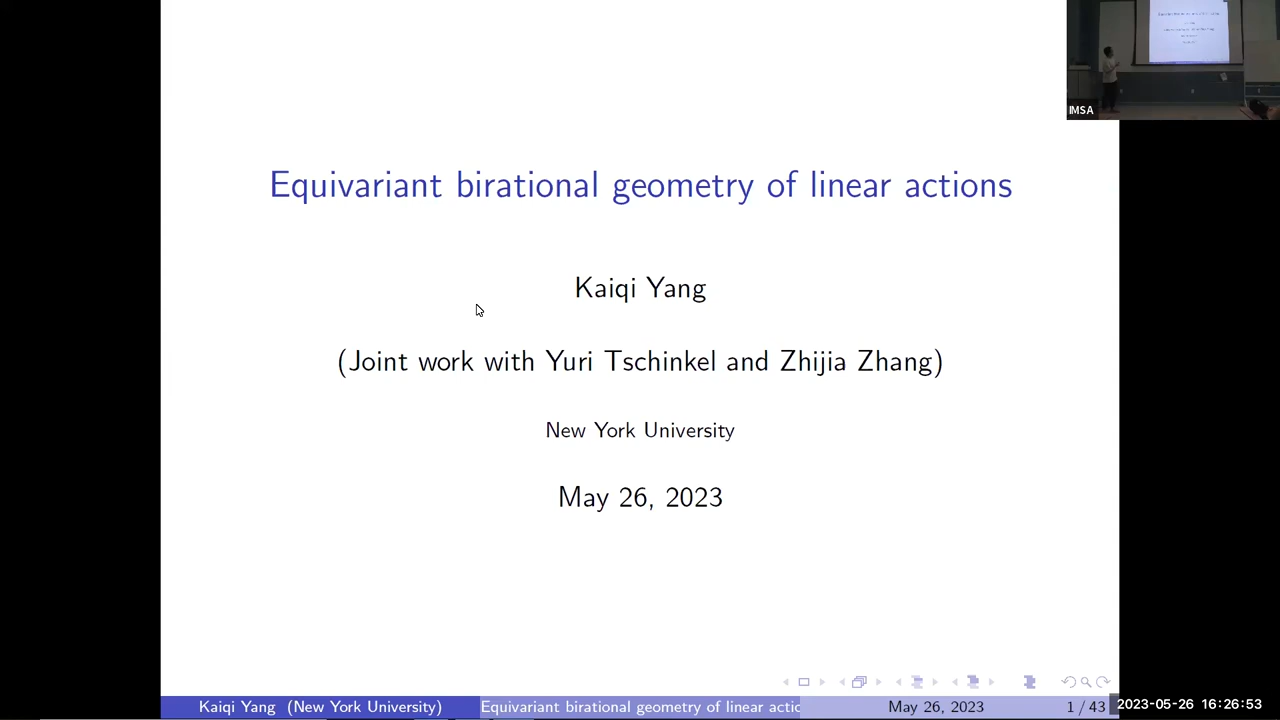 IMSA
Equivariant birational geometry of linear actions
Kaiqi Yang
(Joint work with Yuri Tschinkel and Zhijia Zhang)
New York University
May 26, 2023
Kaiqi Yang (New York University)
Equivariant birational geometry of linear actio
May 26, 2023
1 / 43
2023-05-26 16:26:53